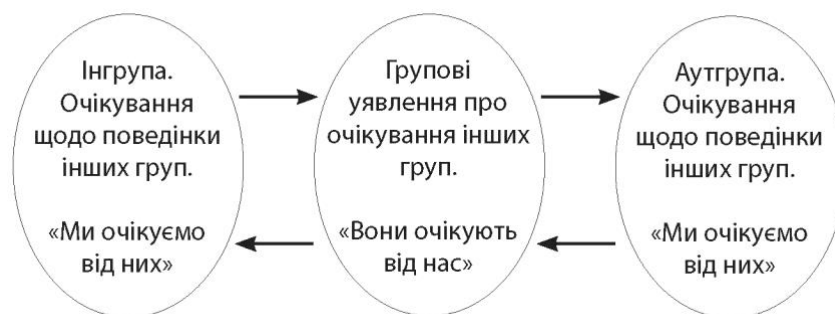 Інгрупа.
Очікування
щодо поведінки
інших груп.
«Ми очікуємо
від них»
Групові
уявлення про
очікування інших
груп.
«Вони очікують
від нас»
Аутгрупа.
Очікування
щодо поведінки
інших груп.
«Ми очікуємо
від них»